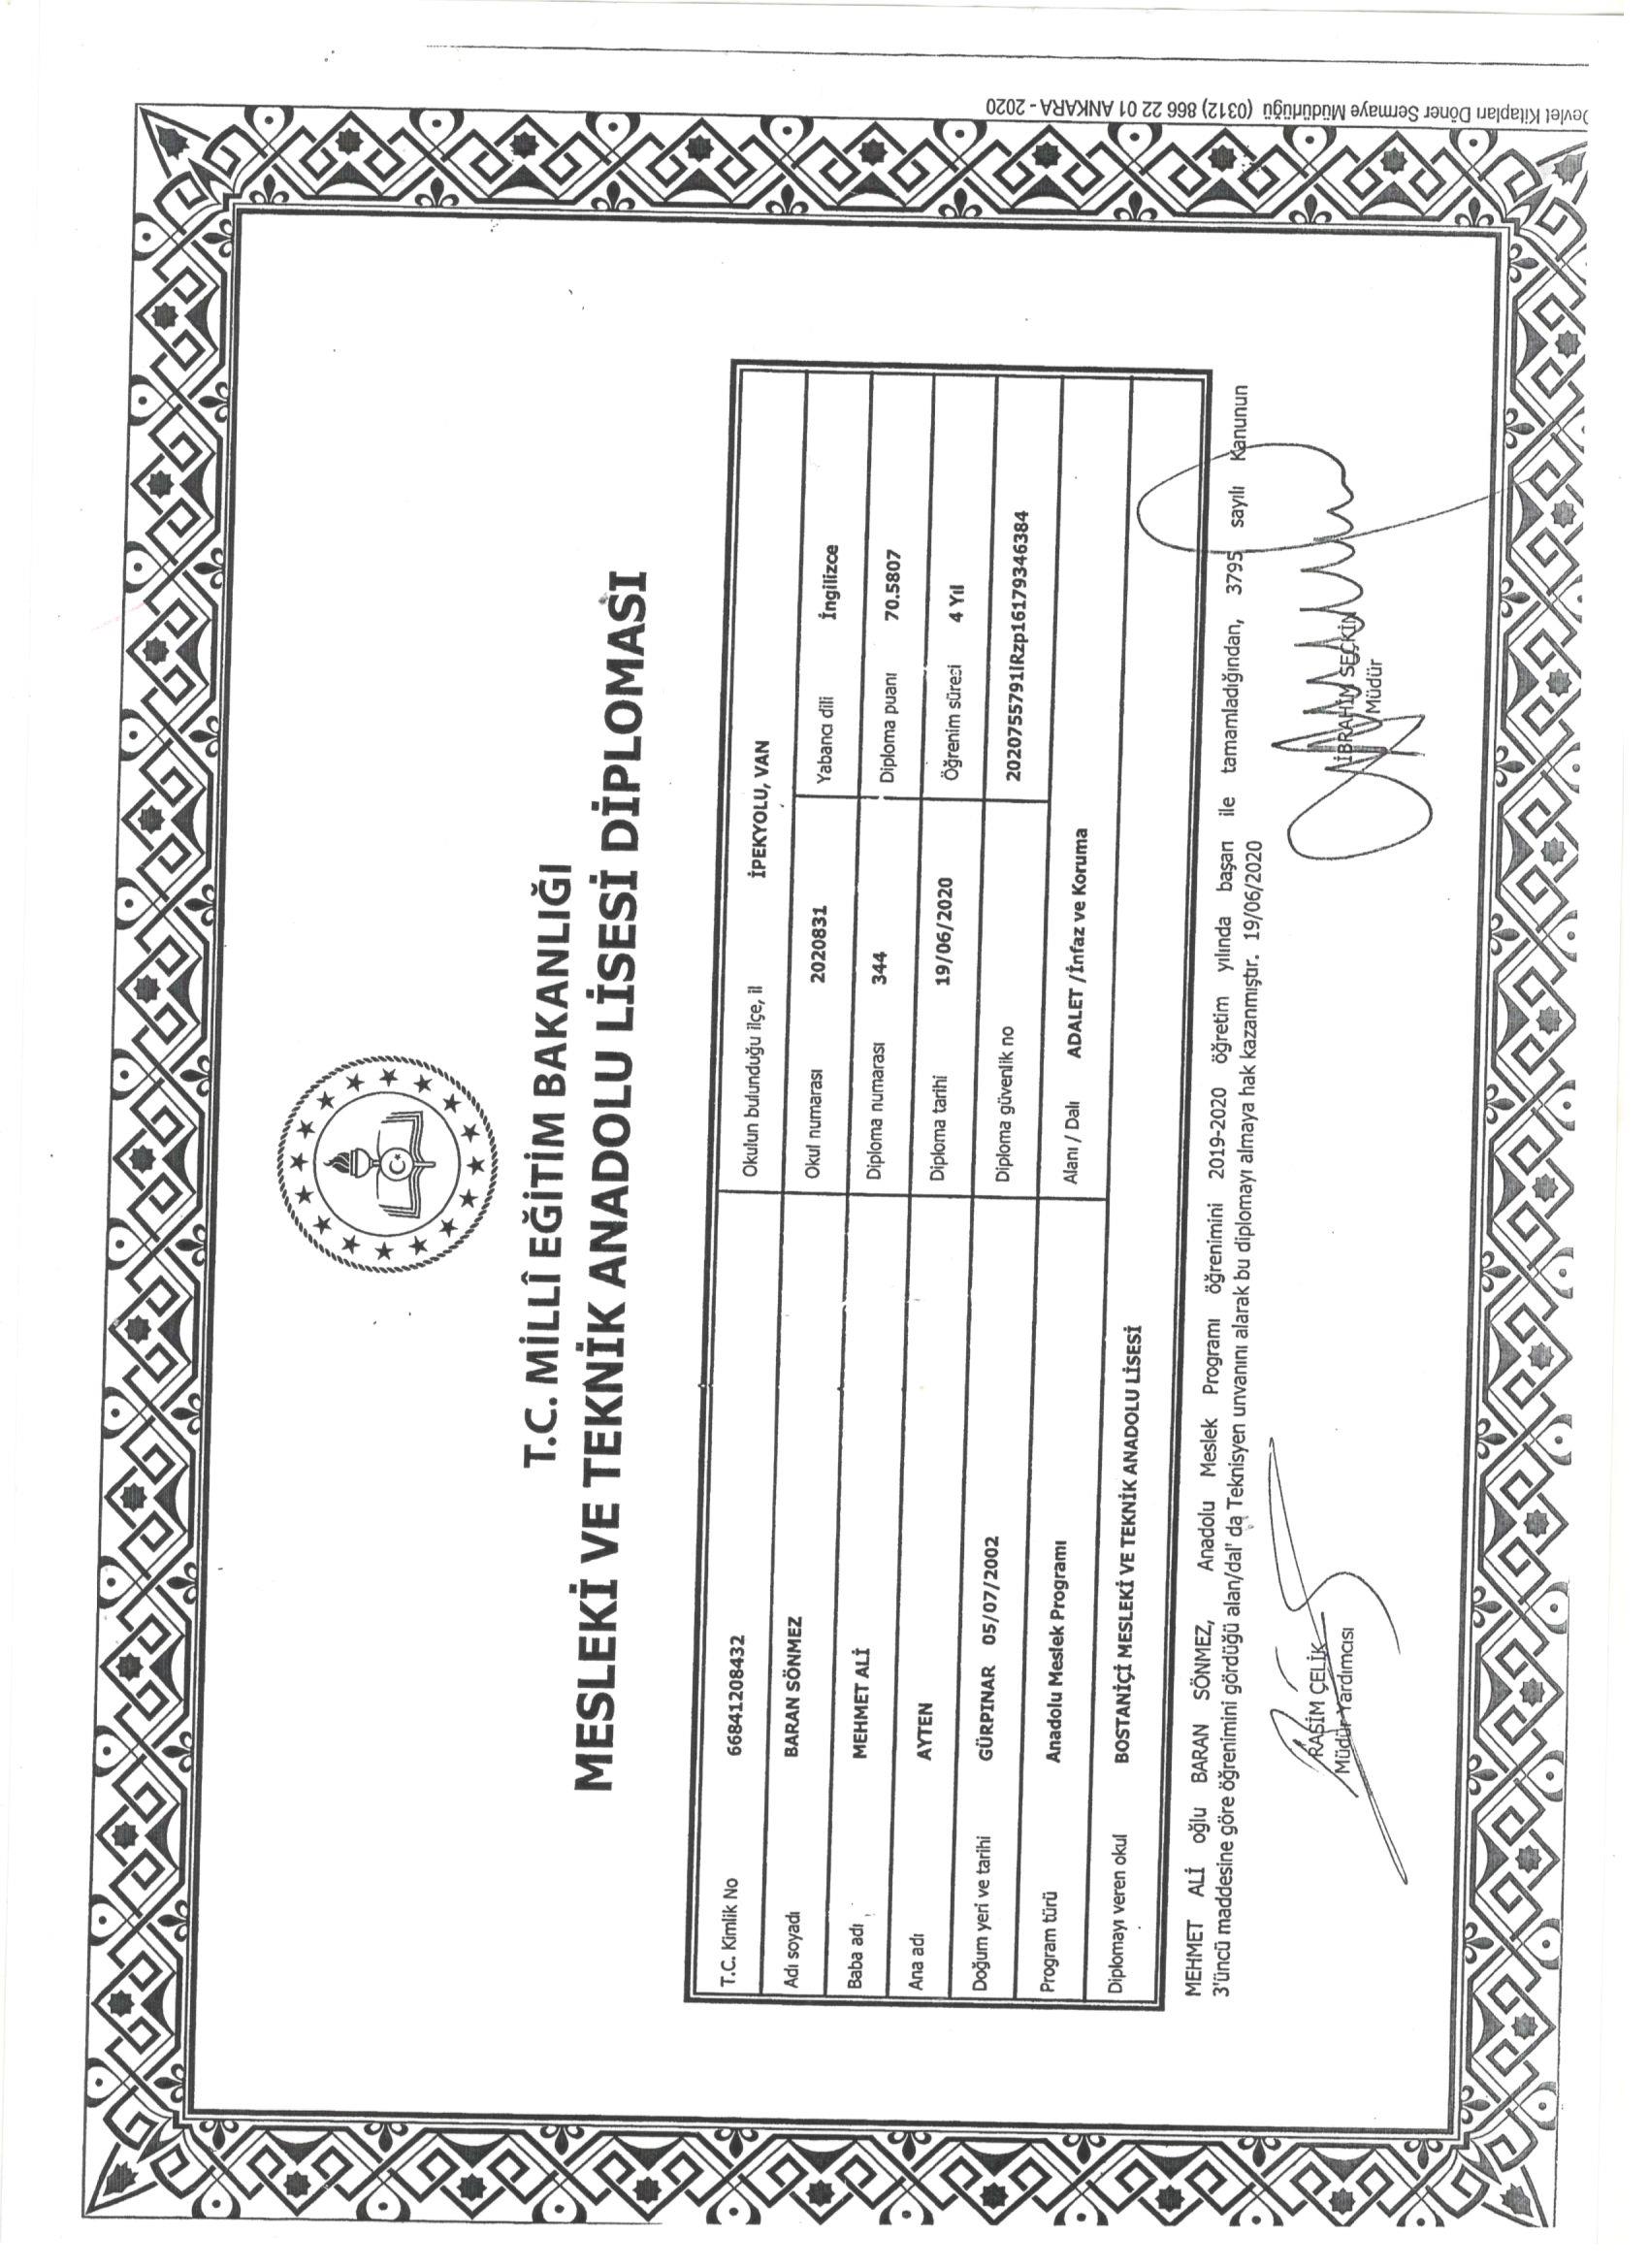 T.C. MİLLÎ EĞİTİM BAKANLIĞI
MESLEKİ VE TEKNİK ANADOLU LİSESİ DİPLOMASI
T.C. Kimlik No 66841208432 Okulun bulunduğu ilçe, il İPEKYOLU, VAN
Adı soyadı BARAN SÖNMEZ Okul numarası 2020831 Yabancı dili İngilizce
Baba adı MEHMET ALİ Diploma numarası 344 Diploma puanı 70.5807
Ana adı AYTEN Diploma tarihi 19/06/2020 Öğrenim süresi 4 Yıl
Doğum yeri ve tarihi GÜRPINAR 05/07/2002 Diploma güvenlik no 2020755791IRzp16179346384
Program türü Anadolu Meslek Programı Alanı / Dalı ADALET /İnfaz ve Koruma
Diplomayı veren okul BOSTANİÇİ MESLEKİ VE TEKNİK ANADOLU LİSESİ
MEHMET ALİ oğlu BARAN SÖNMEZ, Anadolu Meslek Programı öğrenimini 2019-2020 öğretim yılında başarı ile tamamladığından, 3795 sayılı Kanunun
3'üncü maddesine göre öğrenimini gördüğü alan/dal' da Teknisyen unvanını alarak bu diplomayı almaya hak kazanmıştır. 19/06/2020
RASİM ÇELİK İBRAHİM SEÇKİN
Müdür Yardımcısı Müdür
Devlet Kitapları Döner Sermaye Müdürlüğü (0312) 866 22 01 ANKARA - 2020